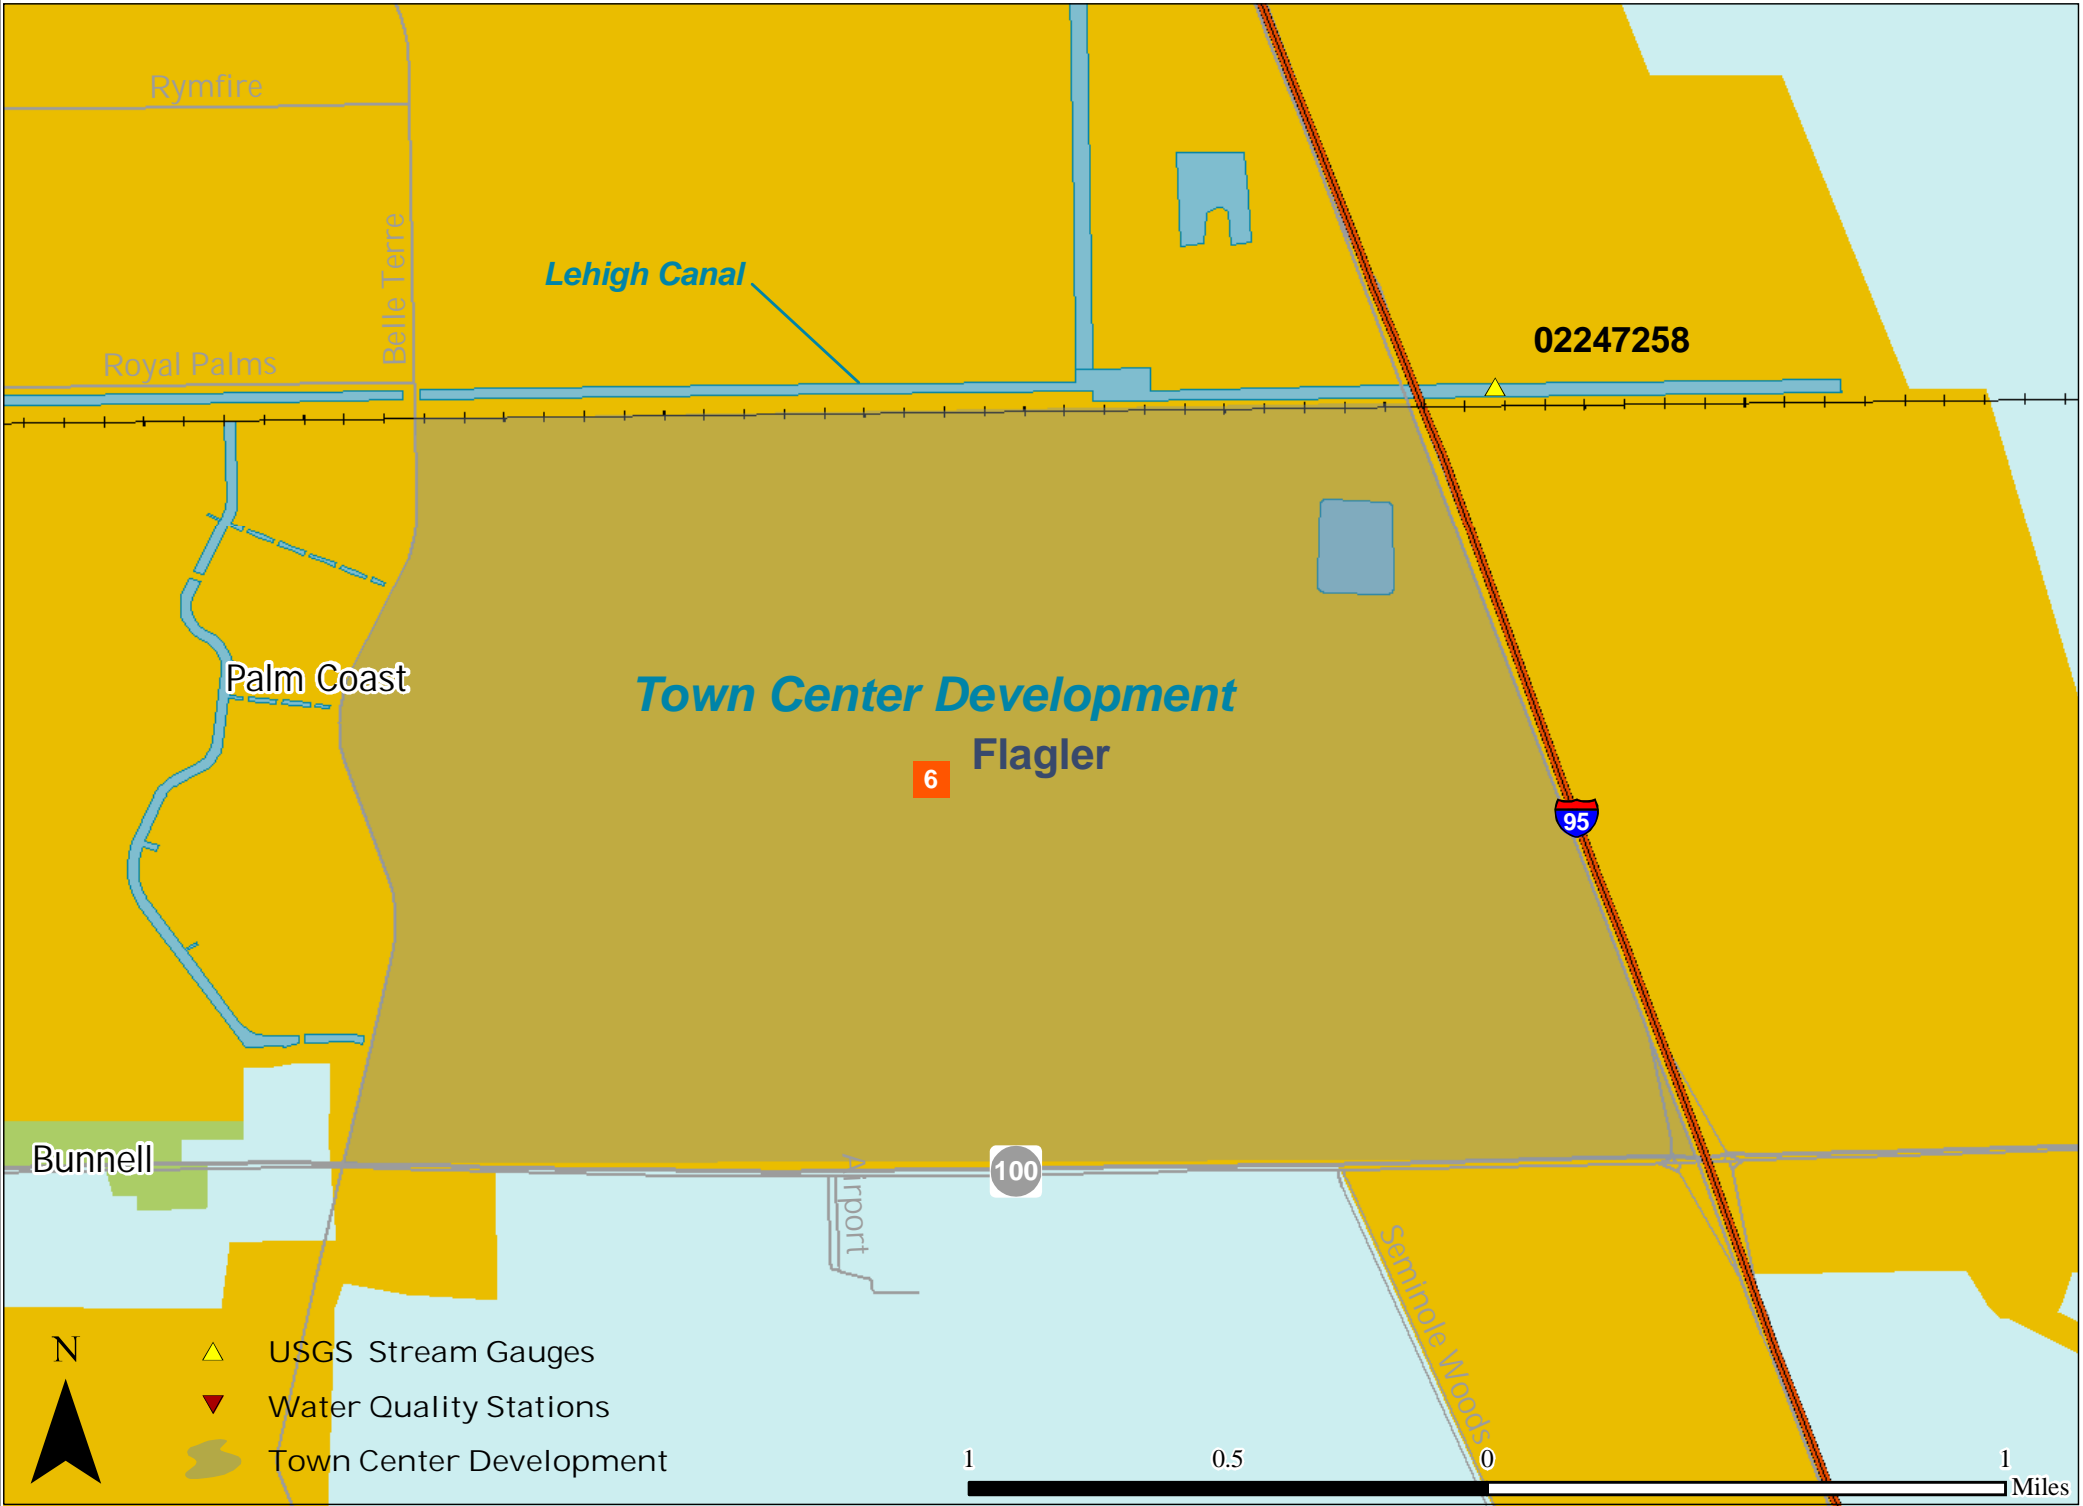 Rymfire
Belle Terre
Lehigh Canal
02247258
Royal Palms
Palm Coast
Town Center Development
Flagler
6
95
Bunnell
100
Airport
Seminole Woods
N
USGS Stream Gauges
Water Quality Stations
Town Center Development
1 0.5 0 1
Miles